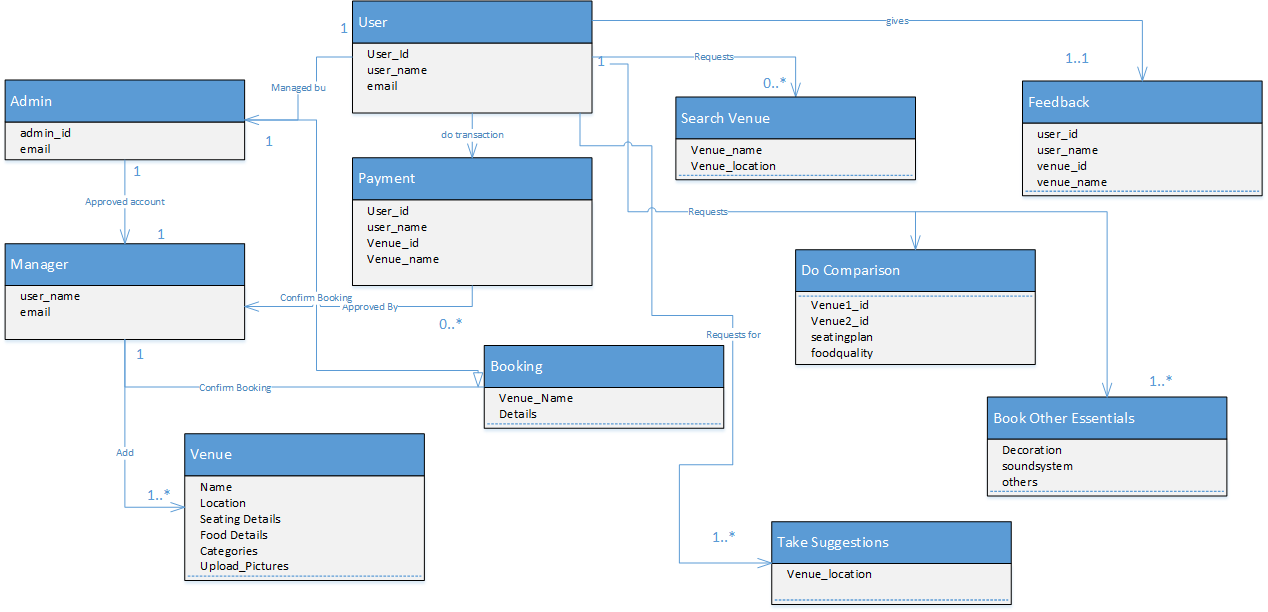 User
User_Id
user_name
email
1
gives
1..1
Requests
1
0..*
Managed bu
1
Admin
admin_id
email
1
Approved account
1
do transaction
Search Venue
Venue_name
Venue_location
Feedback
user_id
user_name
venue_id
venue_name
Payment
User_id
user_name
Venue_id
Venue_name
Requests
Manager
user_name
email
1
Confirm Booking
Approved By
0..*
Do Comparison
Venue1_id
Venue2_id
seatingplan
foodquality
Requests for
Booking
Venue_Name
Details
Confirm Booking
1..*
Book Other Essentials
Decoration
soundsystem
others
Add
1..*
Venue
Name
Location
Seating Details
Food Details
Categories
Upload_Pictures
1..*
Take Suggestions
Venue_location